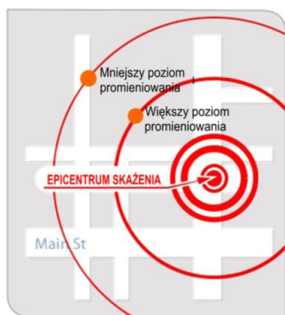 Mniejszy poziom
promieniowania
Większy poziom
promieniowania
EPICENTRUM SKAŻENIA
Main St